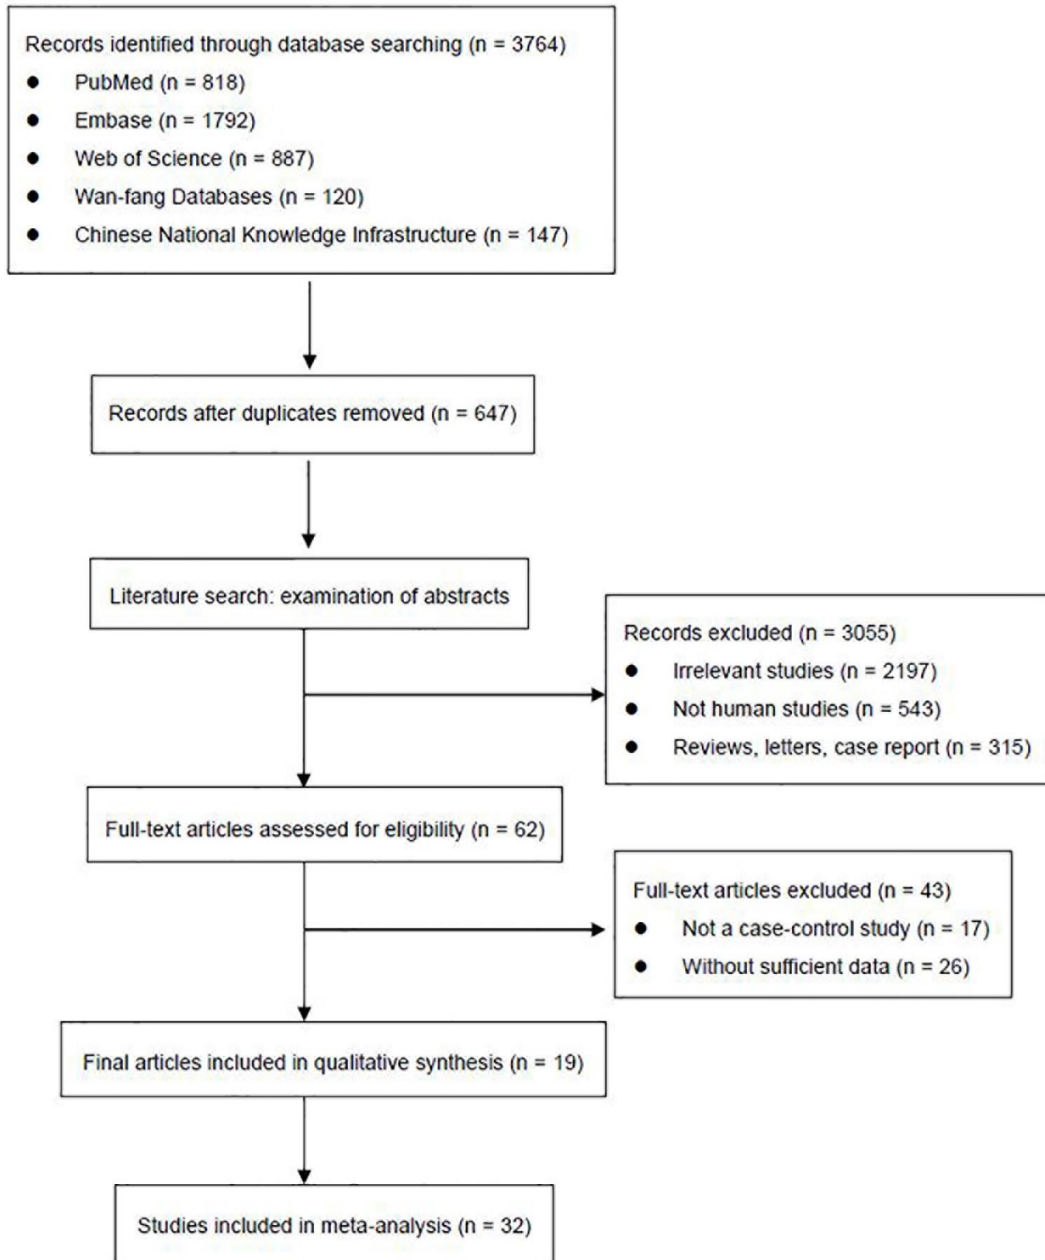 Records identified through database searching (n = 3764)
● PubMed (n = 818)
● Embase (n = 1792)
● Web of Science (n = 887)
● Wan-fang Databases (n = 120)
● Chinese National Knowledge Infrastructure (n = 147)
Records after duplicates removed (n = 647)
Literature search: examination of abstracts
Records excluded (n = 3055)
● Irrelevant studies (n = 2197)
● Not human studies (n = 543)
● Reviews, letters, case report (n = 315)
Full-text articles assessed for eligibility (n = 62)
Full-text articles excluded (n = 43)
● Not a case-control study (n = 17)
● Without sufficient data (n = 26)
Final articles included in qualitative synthesis (n = 19)
Studies included in meta-analysis (n = 32)